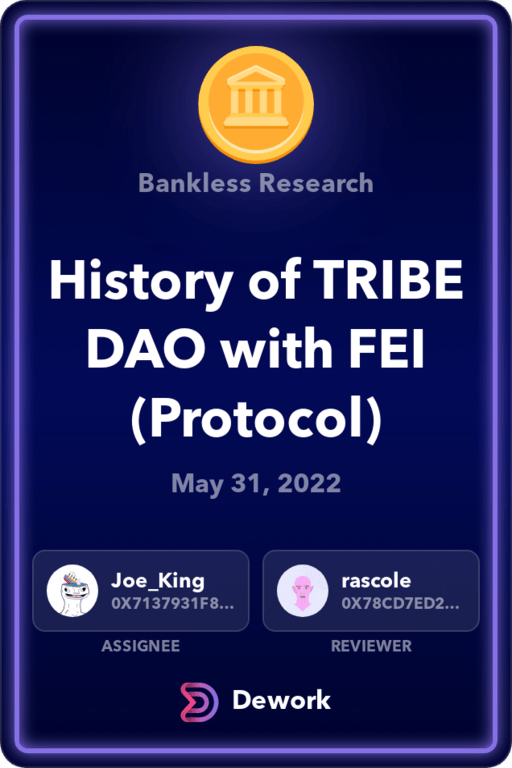 Bankless Research
History of TRIBE
DAO with FEI
(Protocol)
May 31, 2022
Joe_King
0X7137931F8...
rascole
0X78CD7ED2...
ASSIGNEE
REVIEWER
Dework